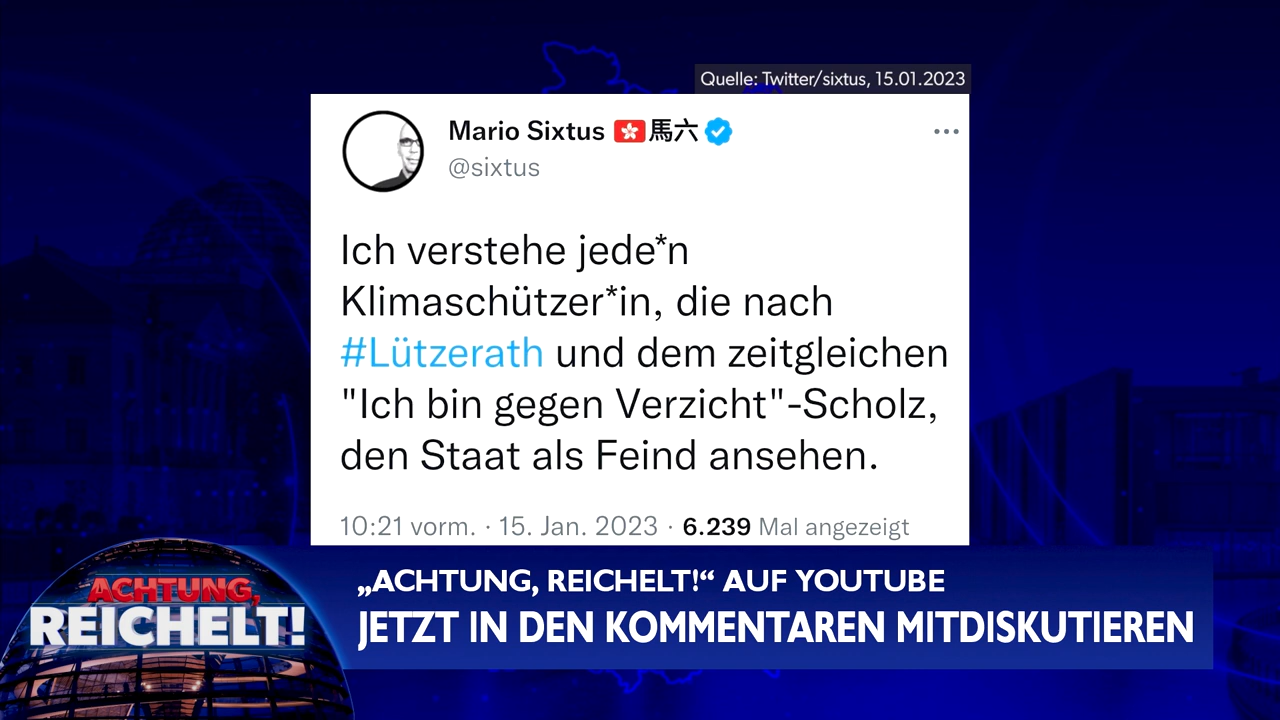 Quelle: Twitter/sixtus, 15.01.2023
Mario Sixtus 🇭🇰馬六
@sixtus
Ich verstehe jede*n
Klimaschützer*in, die nach
#Lützerath und dem zeitgleichen
"Ich bin gegen Verzicht"-Scholz,
den Staat als Feind ansehen.
10:21 vorm. · 15. Jan. 2023 · 6.239 Mal angezeigt
ACHTUNG,
REICHELT!
„ACHTUNG, REICHELT!“ AUF YOUTUBE
JETZT IN DEN KOMMENTAREN MITDISKUTIEREN